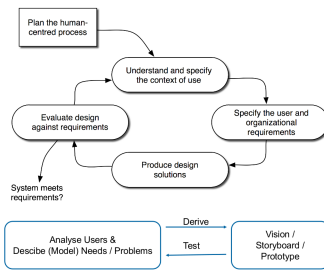 Plan the human-
centred process
Understand and specify
the context of use
Evaluate design
against requirements
Specify the user and
organizational
requirements
Produce design
solutions
System meets
requirements?
Derive
Analyse Users &
Descibe (Model) Needs / Problems
Test
Vision /
Storyboard /
Prototype